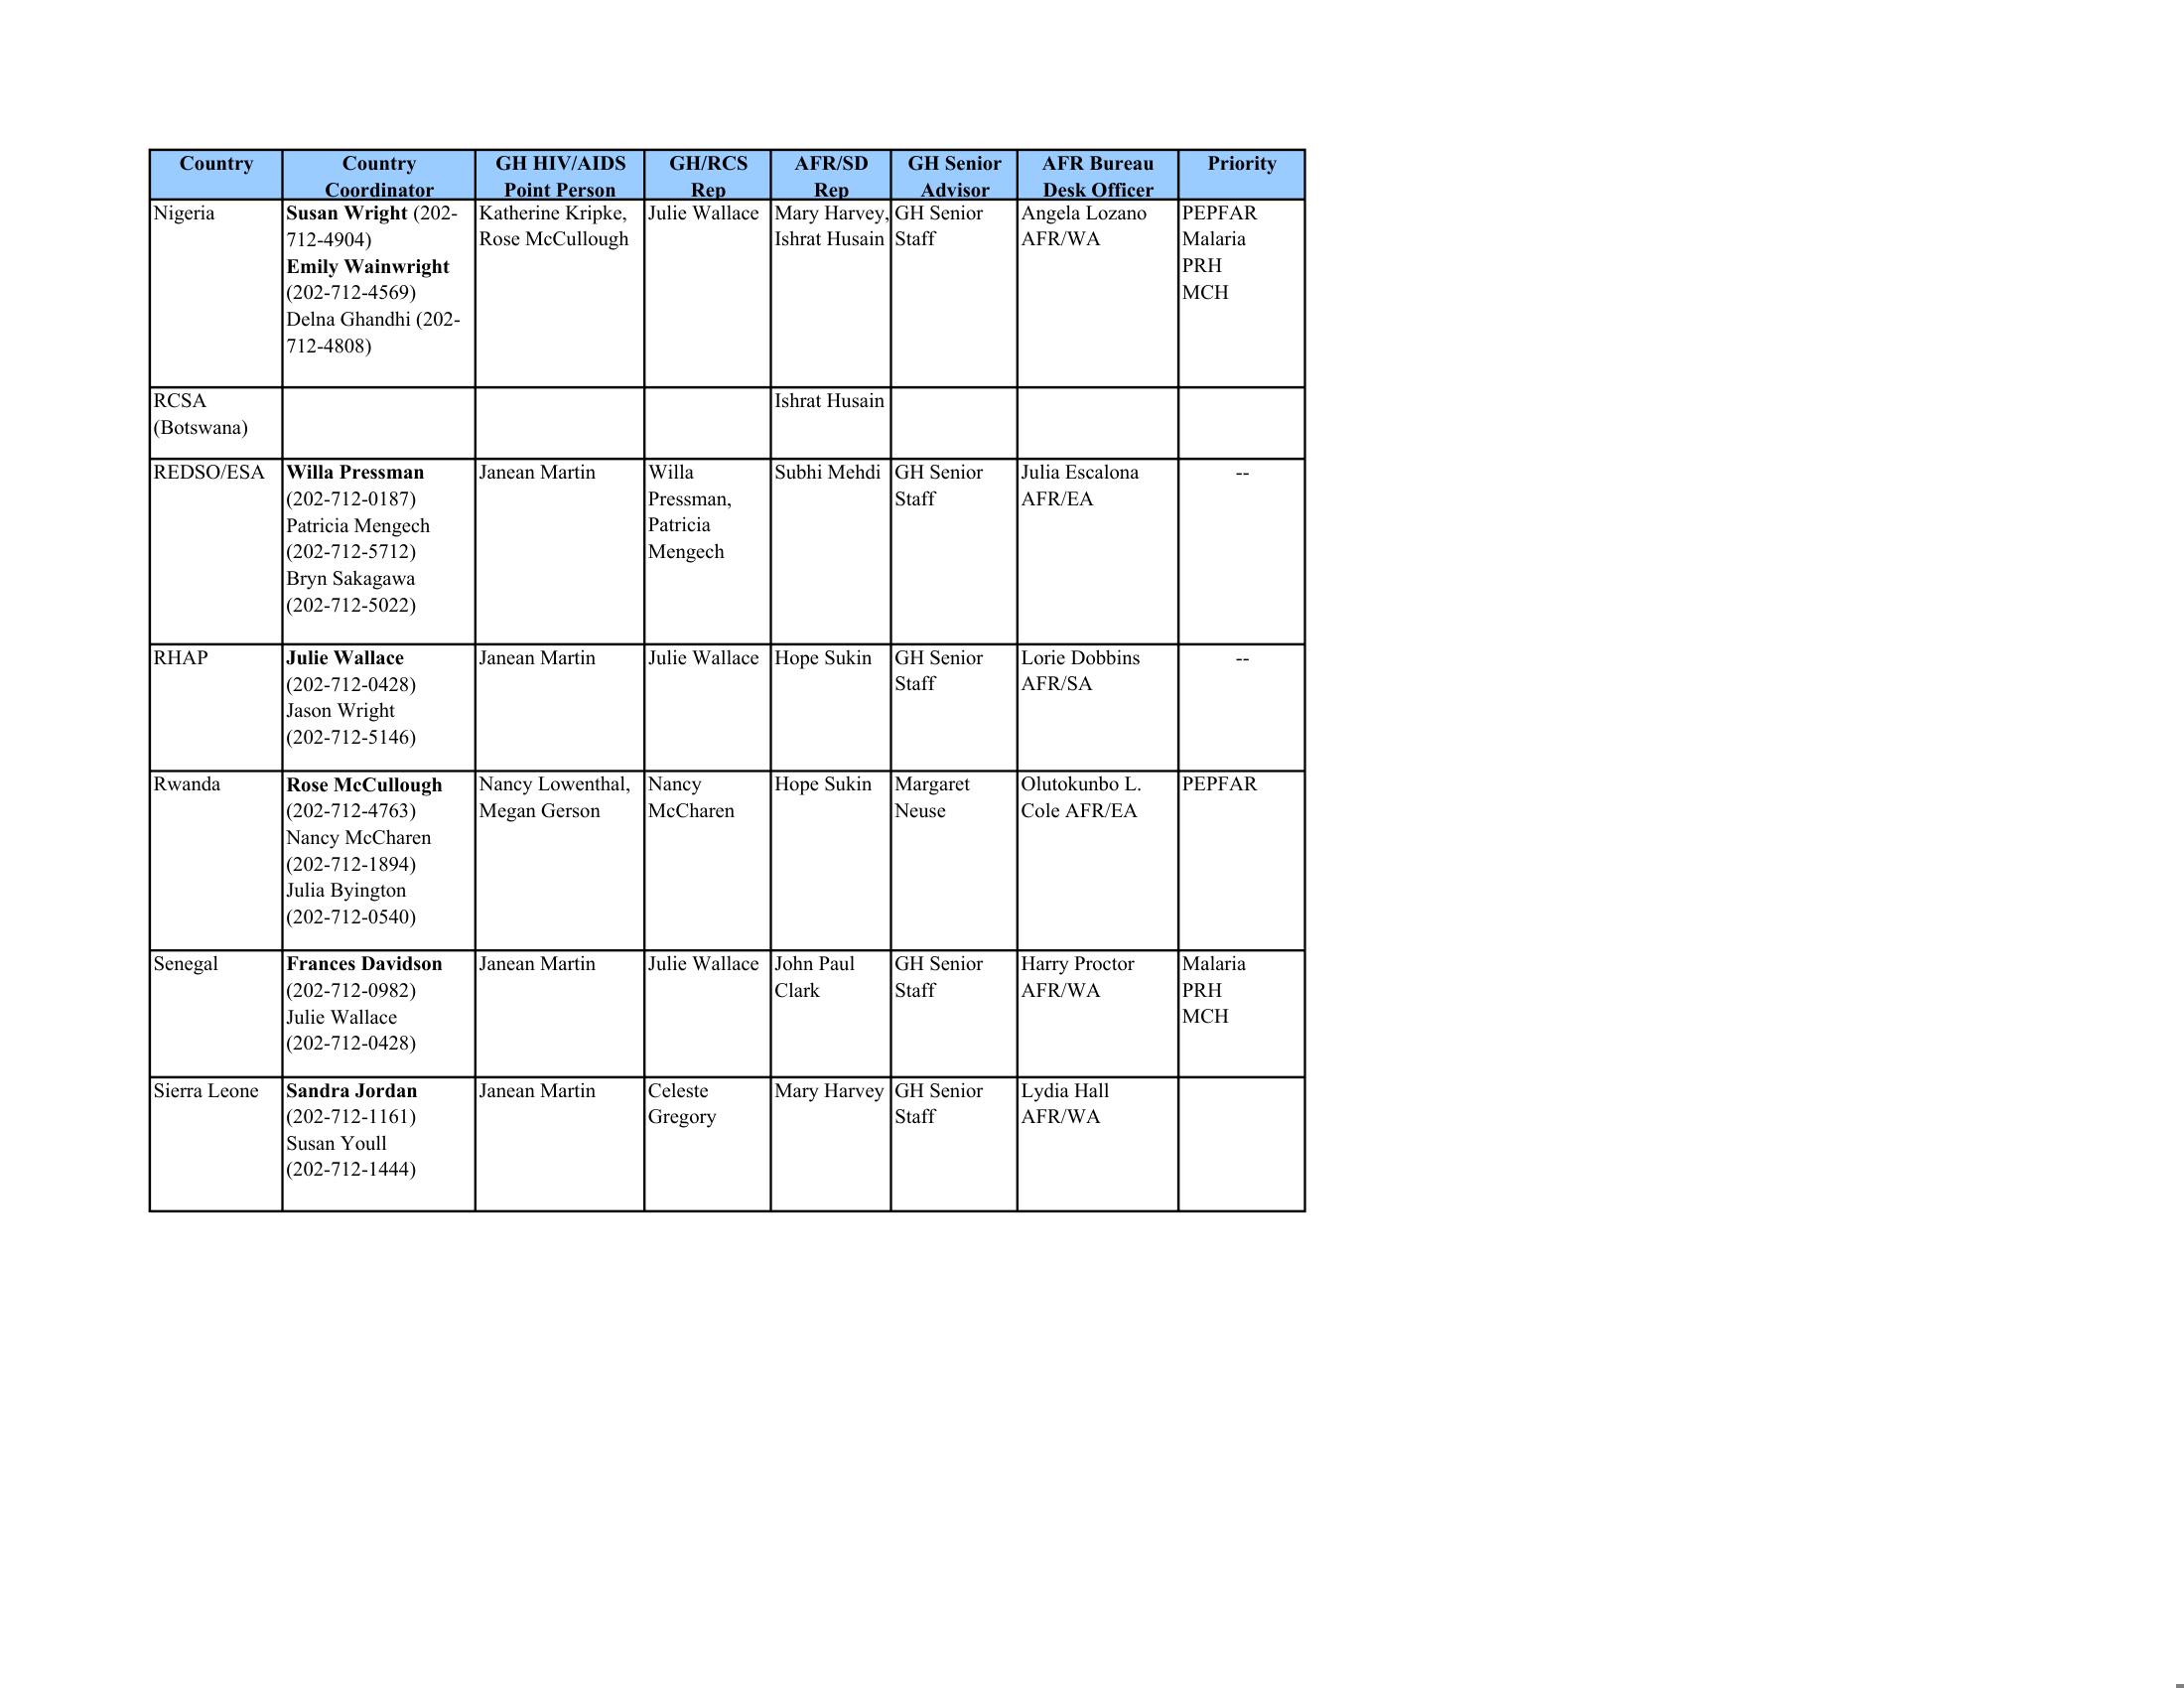 Country
Country
Coordinator
GH HIV/AIDS
Point Person
GH/RCS
Rep
AFR/SD
Rep
GH Senior
Advisor
AFR Bureau
Desk Officer
Priority
Nigeria
Susan Wright (202-
712-4904)
Emily Wainwright
(202-712-4569)
Delna Ghandhi (202-
712-4808)
Katherine Kripke,
Rose McCullough
Julie Wallace
Mary Harvey,
Ishrat Husain
GH Senior
Staff
Angela Lozano
AFR/WA
PEPFAR
Malaria
PRH
MCH
RCSA
(Botswana)
Ishrat Husain
REDSO/ESA
Willa Pressman
(202-712-0187)
Patricia Mengech
(202-712-5712)
Bryn Sakagawa
(202-712-5022)
Janean Martin
Willa
Pressman,
Patricia
Mengech
Subhi Mehdi
GH Senior
Staff
Julia Escalona
AFR/EA
--
RHAP
Julie Wallace
(202-712-0428)
Jason Wright
(202-712-5146)
Janean Martin
Julie Wallace
Hope Sukin
GH Senior
Staff
Lorie Dobbins
AFR/SA
--
Rwanda
Rose McCullough
(202-712-4763)
Nancy McCharen
(202-712-1894)
Julia Byington
(202-712-0540)
Nancy Lowenthal,
Megan Gerson
Nancy
McCharen
Hope Sukin
Margaret
Neuse
Olutokunbo L.
Cole AFR/EA
PEPFAR
Senegal
Frances Davidson
(202-712-0982)
Julie Wallace
(202-712-0428)
Janean Martin
Julie Wallace
John Paul
Clark
GH Senior
Staff
Harry Proctor
AFR/WA
Malaria
PRH
MCH
Sierra Leone
Sandra Jordan
(202-712-1161)
Susan Youll
(202-712-1444)
Janean Martin
Celeste
Gregory
Mary Harvey
GH Senior
Staff
Lydia Hall
AFR/WA